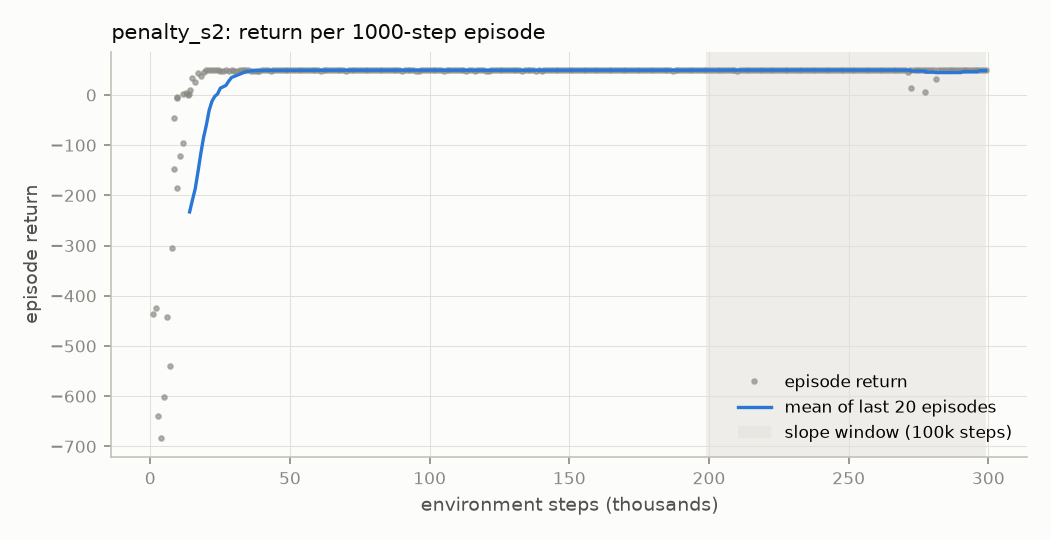 penalty_s2: return per 1000-step episode
episode return
0
−100
−200
−300
−400
−500
−600
−700
0
50
100
150
200
250
300
environment steps (thousands)
episode return
mean of last 20 episodes
slope window (100k steps)